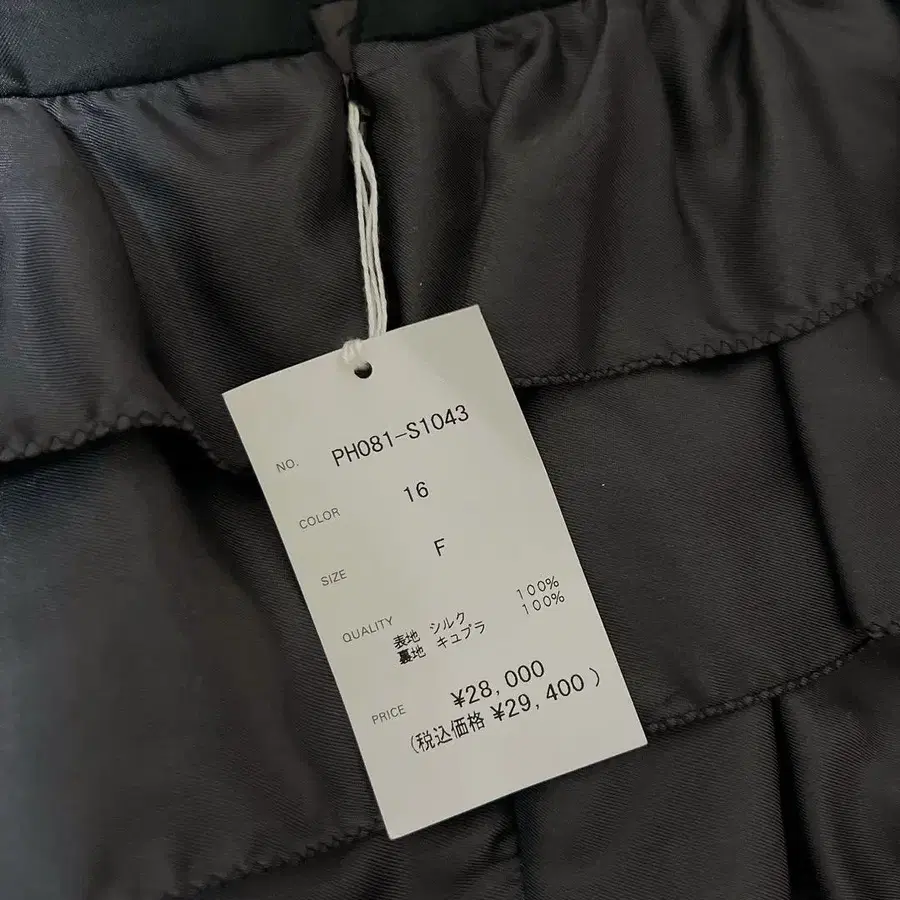 NO. PH081-S1043
COLOR 16
SIZE F
QUALITY 表地 シルク 100%
裏地 キュプラ 100%
PRICE ¥28,000
(税込価格 ¥29,400)